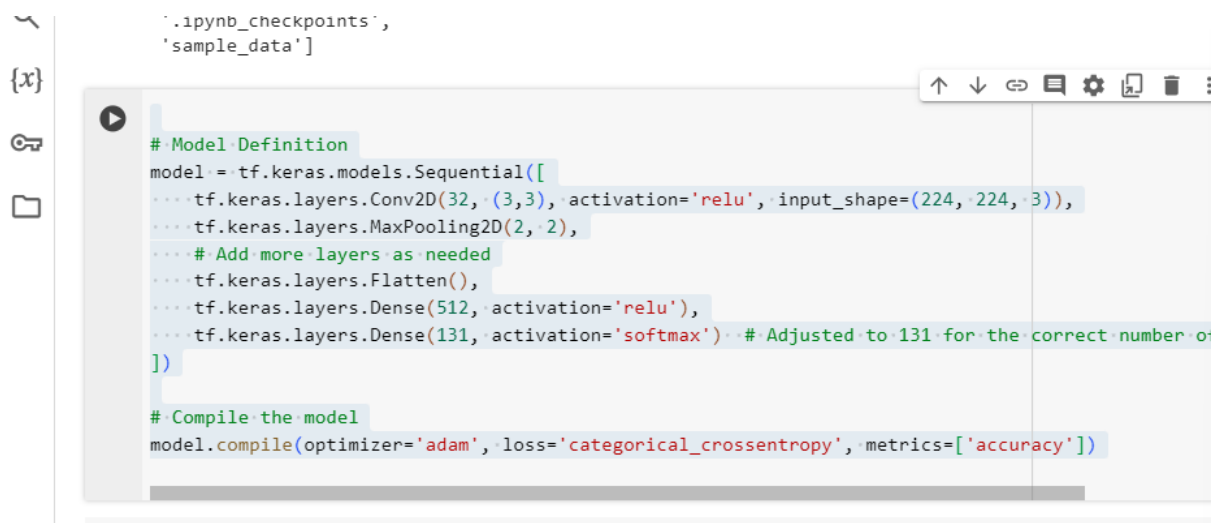 '.ipynb_checkpoints',
'sample_data']
{x}
# Model Definition
model = tf.keras.models.Sequential([
    tf.keras.layers.Conv2D(32, (3,3), activation='relu', input_shape=(224, 224, 3)),
    tf.keras.layers.MaxPooling2D(2, 2),
    # Add more layers as needed
    tf.keras.layers.Flatten(),
    tf.keras.layers.Dense(512, activation='relu'),
    tf.keras.layers.Dense(131, activation='softmax')  # Adjusted to 131 for the correct number of
])
# Compile the model
model.compile(optimizer='adam', loss='categorical_crossentropy', metrics=['accuracy'])